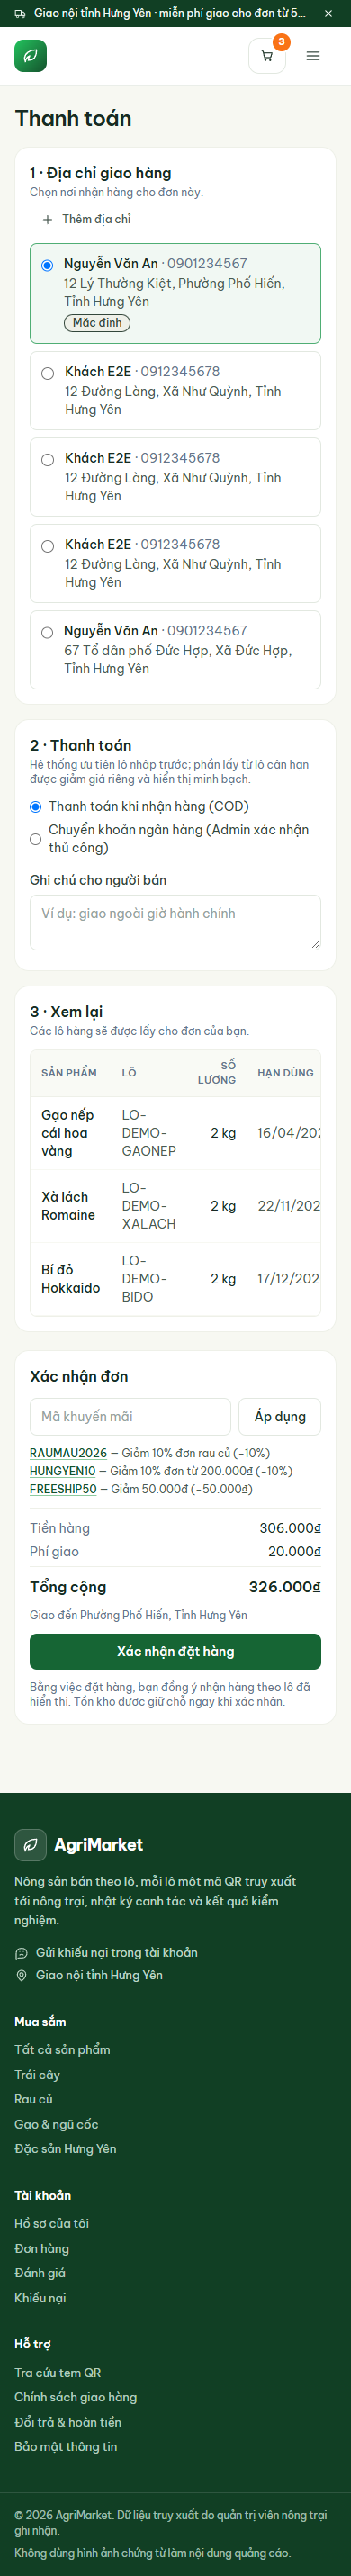 Giao nội tỉnh Hưng Yên · miễn phí giao cho đơn từ 5...
3
Thanh toán
1 · Địa chỉ giao hàng
Chọn nơi nhận hàng cho đơn này.
Thêm địa chỉ
Nguyễn Văn An · 0901234567
12 Lý Thường Kiệt, Phường Phố Hiến,
Tỉnh Hưng Yên
Mặc định
Khách E2E · 0912345678
12 Đường Làng, Xã Như Quỳnh, Tỉnh
Hưng Yên
Khách E2E · 0912345678
12 Đường Làng, Xã Như Quỳnh, Tỉnh
Hưng Yên
Khách E2E · 0912345678
12 Đường Làng, Xã Như Quỳnh, Tỉnh
Hưng Yên
Nguyễn Văn An · 0901234567
67 Tổ dân phố Đức Hợp, Xã Đức Hợp,
Tỉnh Hưng Yên
2 · Thanh toán
Hệ thống ưu tiên lô nhập trước; phần lấy từ lô cận hạn
được giảm giá riêng và hiển thị minh bạch.
Thanh toán khi nhận hàng (COD)
Chuyển khoản ngân hàng (Admin xác nhận
thủ công)
Ghi chú cho người bán
Ví dụ: giao ngoài giờ hành chính
3 · Xem lại
Các lô hàng sẽ được lấy cho đơn của bạn.
SẢN PHẨM LÔ SỐ LƯỢNG HẠN DÙNG
Gạo nếp cái hoa vàng LO-DEMO-GAONEP 2 kg 16/04/202
Xà lách Romaine LO-DEMO-XALACH 2 kg 22/11/202
Bí đỏ Hokkaido LO-DEMO-BIDO 2 kg 17/12/202
Xác nhận đơn
Mã khuyến mãi Áp dụng
RAUMAU2026 — Giảm 10% đơn rau củ (-10%)
HUNGYEN10 — Giảm 10% đơn từ 200.000₫ (-10%)
FREESHIP50 — Giảm 50.000đ (-50.000₫)
Tiền hàng 306.000₫
Phí giao 20.000₫
Tổng cộng 326.000₫
Giao đến Phường Phố Hiến, Tỉnh Hưng Yên
Xác nhận đặt hàng
Bằng việc đặt hàng, bạn đồng ý nhận hàng theo lô đã
hiển thị. Tồn kho được giữ chỗ ngay khi xác nhận.
AgriMarket
Nông sản bán theo lô, mỗi lô một mã QR truy xuất
tới nông trại, nhật ký canh tác và kết quả kiểm
nghiệm.
Gửi khiếu nại trong tài khoản
Giao nội tỉnh Hưng Yên
Mua sắm
Tất cả sản phẩm
Trái cây
Rau củ
Gạo & ngũ cốc
Đặc sản Hưng Yên
Tài khoản
Hồ sơ của tôi
Đơn hàng
Đánh giá
Khiếu nại
Hỗ trợ
Tra cứu tem QR
Chính sách giao hàng
Đổi trả & hoàn tiền
Bảo mật thông tin
© 2026 AgriMarket. Dữ liệu truy xuất do quản trị viên nông trại
ghi nhận.
Không dùng hình ảnh chứng từ làm nội dung quảng cáo.